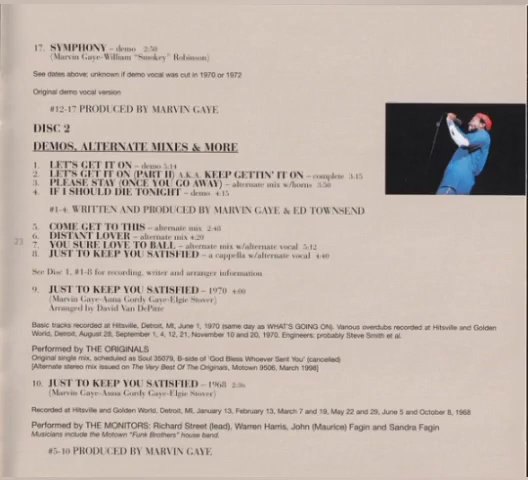 17. SYMPHONY – demo 2:50
(Marvin Gaye-William "Smokey" Robinson)
See dates above; unknown if demo vocal was cut in 1970 or 1972
Original demo vocal version
#12-17 PRODUCED BY MARVIN GAYE
DISC 2
DEMOS, ALTERNATE MIXES & MORE
1. LET'S GET IT ON – demo 5:14
2. LET'S GET IT ON (PART II) A.K.A. KEEP GETTIN' IT ON – complete 5:15
3. PLEASE STAY (ONCE YOU GO AWAY) – alternate mix w/horns 3:50
4. IF I SHOULD DIE TONIGHT – demo 4:15
#1-4 WRITTEN AND PRODUCED BY MARVIN GAYE & ED TOWNSEND
5. COME GET TO THIS – alternate mix 2:48
6. DISTANT LOVER – alternate mix 4:29
7. YOU SURE LOVE TO BALL – alternate mix w/alternate vocal 5:12
8. JUST TO KEEP YOU SATISFIED – a cappella w/alternate vocal 4:40
23
See Disc 1, #1-8 for recording, writer and arranger information
9. JUST TO KEEP YOU SATISFIED – 1970 4:00
(Marvin Gaye-Anna Gordy Gaye-Elgie Stover)
Arranged by David Van DePitte
Basic tracks recorded at Hitsville, Detroit, MI, June 1, 1970 (same day as WHAT'S GOING ON). Various overdubs recorded at Hitsville and Golden
World, Detroit, August 28, September 1, 4, 12, 21, November 10 and 20, 1970. Engineers: probably Steve Smith et al.
Performed by THE ORIGINALS
Original single mix, scheduled as Soul 35079, B-side of 'God Bless Whoever Sent You' (cancelled)
[Alternate stereo mix issued on The Very Best Of The Originals, Motown 9506, March 1998]
10. JUST TO KEEP YOU SATISFIED – 1968
(Marvin Gaye-Anna Gordy Gaye-Elgie Stover)
Recorded at Hitsville and Golden World, Detroit, MI, January 13, February 13, March 7 and 19, May 22 and 29, June 5 and October 8, 1968
Performed by THE MONITORS: Richard Street (lead), Warren Harris, John (Maurice) Fagin and Sandra Fagin
Musicians include the Motown "Funk Brothers" house band.
#5-10 PRODUCED BY MARVIN GAYE